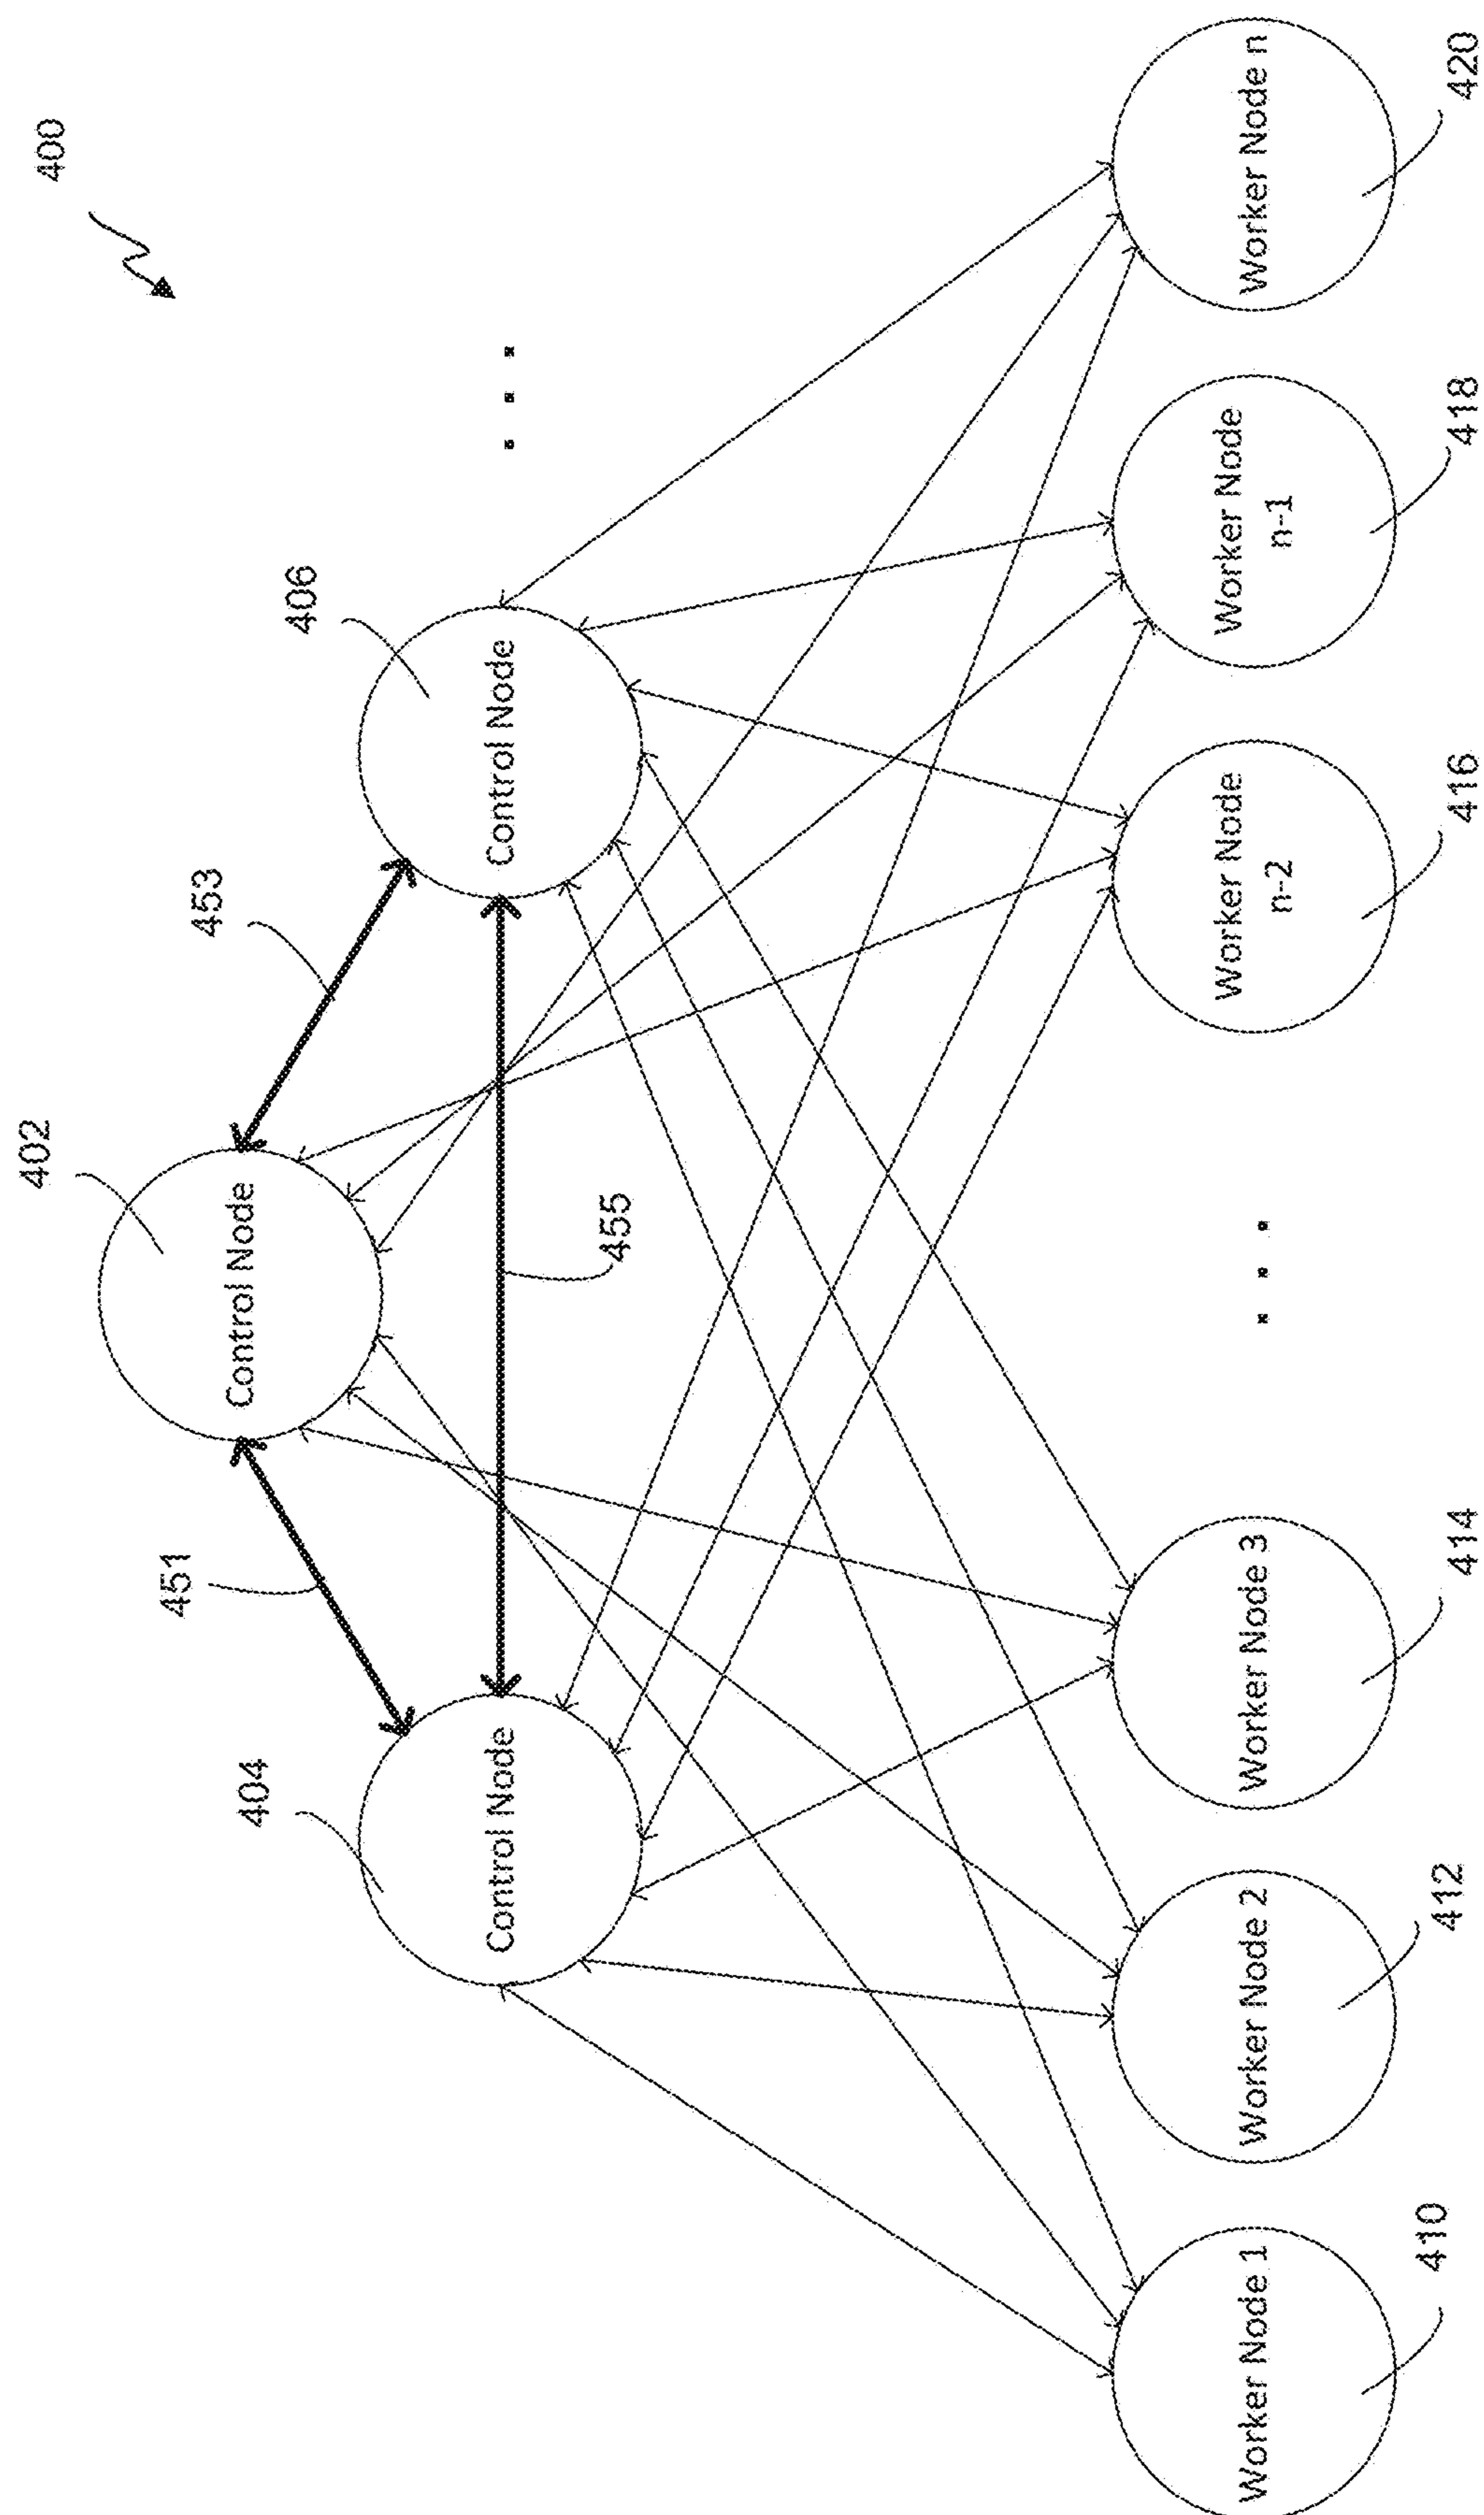 400
402
Control Node
451
453
404
406
Control Node
Control Node
455
. . .
Worker Node 1
Worker Node 2
Worker Node 3
. . .
Worker Node
n-2
Worker Node
n-1
Worker Node n
410
412
414
416
418
420